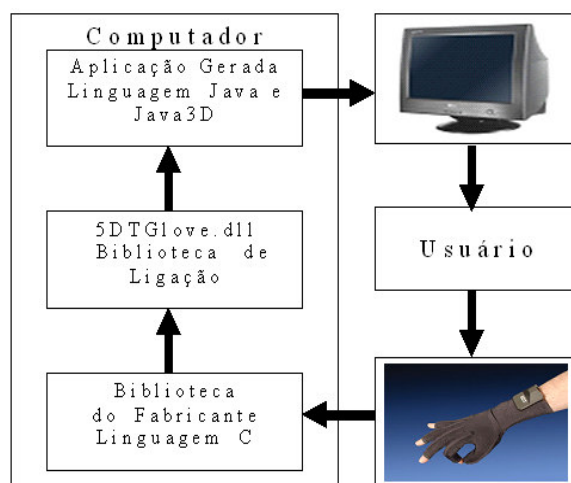 Computador
Aplicação Gerada
Linguagem Java e
Java3D
5DTGlove.dll
Biblioteca de
Ligação
Biblioteca
do Fabricante
Linguagem C
Usuário